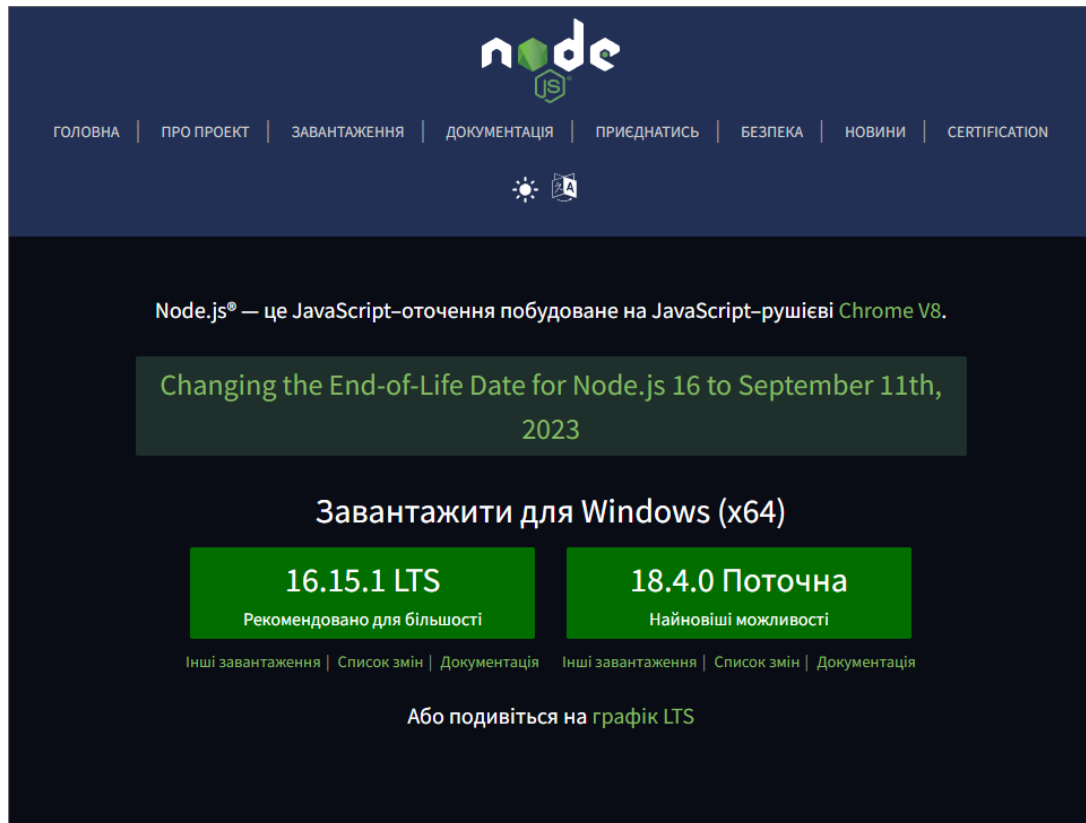 node
JS
ГОЛОВНА | ПРО ПРОЕКТ | ЗАВАНТАЖЕННЯ | ДОКУМЕНТАЦІЯ | ПРИЄДНАТИСЬ | БЕЗПЕКА | НОВИНИ | CERTIFICATION
Node.js® — це JavaScript–оточення побудоване на JavaScript–рушієві Chrome V8.
Changing the End-of-Life Date for Node.js 16 to September 11th,
2023
Завантажити для Windows (x64)
16.15.1 LTS
Рекомендовано для більшості
18.4.0 Поточна
Найновіші можливості
Інші завантаження | Список змін | Документація
Інші завантаження | Список змін | Документація
Або подивіться на графік LTS